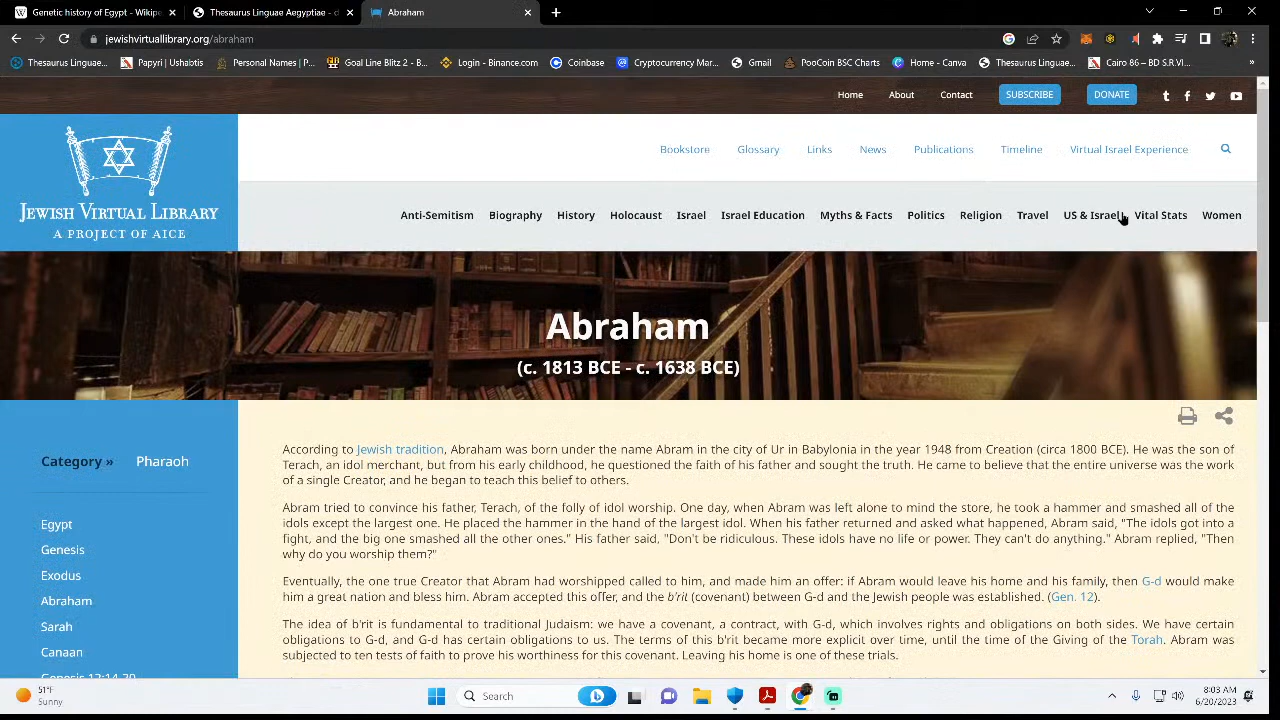 Genetic history of Egypt - Wikipe
Thesaurus Linguae Aegyptiae - d
Abraham
jewishvirtuallibrary.org/abraham
Thesaurus Linguae...
Papyri | Ushabtis
Personal Names | P...
Goal Line Blitz 2 - B...
Login - Binance.com
Coinbase
Cryptocurrency Mar...
Gmail
PooCoin BSC Charts
Home - Canva
Thesaurus Linguae...
Cairo 86 – BD S.R VI...
Home
About
Contact
SUBSCRIBE
DONATE
Bookstore
Glossary
Links
News
Publications
Timeline
Virtual Israel Experience
JEWISH VIRTUAL LIBRARY
A PROJECT OF AICE
Anti-Semitism
Biography
History
Holocaust
Israel
Israel Education
Myths & Facts
Politics
Religion
Travel
US & Israel
Vital Stats
Women
Abraham
(c. 1813 BCE - c. 1638 BCE)
Category »
Pharaoh
Egypt
Genesis
Exodus
Abraham
Sarah
Canaan
Genesis 12:14-20
According to Jewish tradition, Abraham was born under the name Abram in the city of Ur in Babylonia in the year 1948 from Creation (circa 1800 BCE). He was the son of
Terach, an idol merchant, but from his early childhood, he questioned the faith of his father and sought the truth. He came to believe that the entire universe was the work
of a single Creator, and he began to teach this belief to others.
Abram tried to convince his father, Terach, of the folly of idol worship. One day, when Abram was left alone to mind the store, he took a hammer and smashed all of the
idols except the largest one. He placed the hammer in the hand of the largest idol. When his father returned and asked what happened, Abram said, "The idols got into a
fight, and the big one smashed all the other ones." His father said, "Don't be ridiculous. These idols have no life or power. They can't do anything." Abram replied, "Then
why do you worship them?"
Eventually, the one true Creator that Abram had worshipped called to him, and made him an offer: if Abram would leave his home and his family, then G-d would make
him a great nation and bless him. Abram accepted this offer, and the b'rit (covenant) between G-d and the Jewish people was established. (Gen. 12).
The idea of b'rit is fundamental to traditional Judaism: we have a covenant, a contract, with G-d, which involves rights and obligations on both sides. We have certain
obligations to G-d, and G-d has certain obligations to us. The terms of this b'rit became more explicit over time, until the time of the Giving of the Torah. Abram was
subjected to ten tests of faith to prove his worthiness for this covenant. Leaving his home is one of these trials.
51°F
Sunny
Search
8:03 AM
6/20/2023